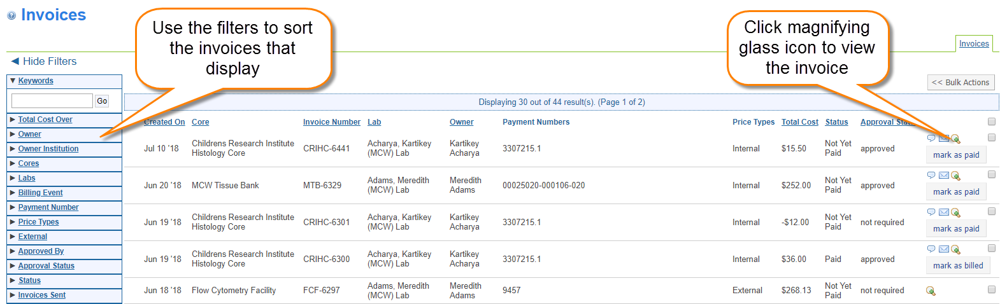 Invoices
Use the filters to sort
the invoices that
display
Click magnifying
glass icon to view
the invoice
Invoices
Hide Filters
<< Bulk Actions
Keywords
Go
Total Cost Over
Owner
Owner Institution
Cores
Labs
Billing Event
Payment Number
Price Types
External
Approved By
Approval Status
Status
Invoices Sent
Displaying 30 out of 44 result(s). (Page 1 of 2)
Created On Core Invoice Number Lab Owner Payment Numbers Price Types Total Cost Status Approval
Jul 10 '18 Childrens Research Institute Histology Core CRIHC-6441 Acharya, Kartikey (MCW) Lab Kartikey Acharya 3307215.1 Internal $15.50 Not Yet Paid approved
mark as paid
Jun 20 '18 MCW Tissue Bank MTB-6329 Adams, Meredith (MCW) Lab Meredith Adams 00025020-000106-020 Internal $252.00 Not Yet Paid approved
mark as paid
Jun 19 '18 Childrens Research Institute Histology Core CRIHC-6301 Acharya, Kartikey (MCW) Lab Kartikey Acharya 3307215.1 Internal -$12.00 Not Yet Paid not required
mark as paid
Jun 19 '18 Childrens Research Institute Histology Core CRIHC-6300 Acharya, Kartikey (MCW) Lab Kartikey Acharya 3307215.1 Internal $36.00 Paid approved
mark as billed
Jun 18 '18 Flow Cytometry Facility FCF-6297 Adams, Meredith (MCW) Lab Meredith Adams 9457 External $268.13 Not Yet Paid not required